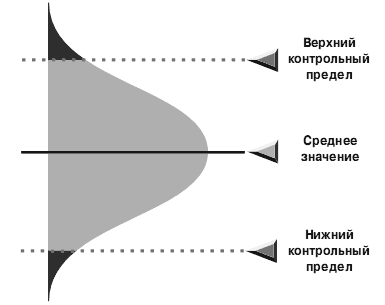 Верхний
контрольный
предел
Среднее
значение
Нижний
контрольный
предел